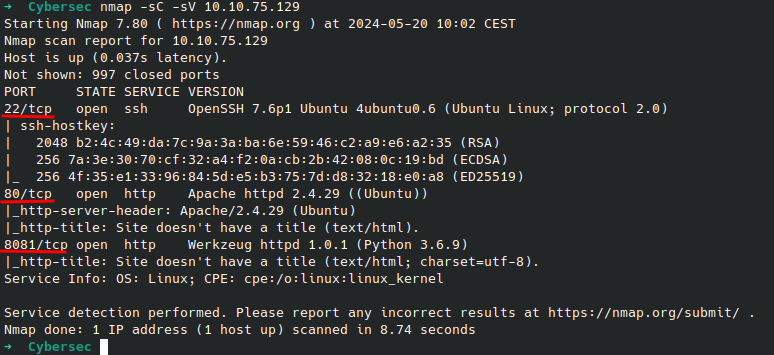 ➜  Cybersec nmap -sC -sV 10.10.75.129
Starting Nmap 7.80 ( https://nmap.org ) at 2024-05-20 10:02 CEST
Nmap scan report for 10.10.75.129
Host is up (0.037s latency).
Not shown: 997 closed ports
PORT     STATE SERVICE VERSION
22/tcp   open  ssh     OpenSSH 7.6p1 Ubuntu 4ubuntu0.6 (Ubuntu Linux; protocol 2.0)
| ssh-hostkey:
|   2048 b2:4c:49:da:7c:9a:3a:ba:6e:59:46:c2:a9:e6:a2:35 (RSA)
|   256 7a:3e:30:70:cf:32:a4:f2:0a:cb:2b:42:08:0c:19:bd (ECDSA)
|_  256 4f:35:e1:33:96:84:5d:e5:b3:75:7d:d8:32:18:e0:a8 (ED25519)
80/tcp   open  http    Apache httpd 2.4.29 ((Ubuntu))
|_http-server-header: Apache/2.4.29 (Ubuntu)
|_http-title: Site doesn't have a title (text/html).
8081/tcp open  http    Werkzeug httpd 1.0.1 (Python 3.6.9)
|_http-title: Site doesn't have a title (text/html; charset=utf-8).
Service Info: OS: Linux; CPE: cpe:/o:linux:linux_kernel

Service detection performed. Please report any incorrect results at https://nmap.org/submit/ .
Nmap done: 1 IP address (1 host up) scanned in 8.74 seconds
➜  Cybersec